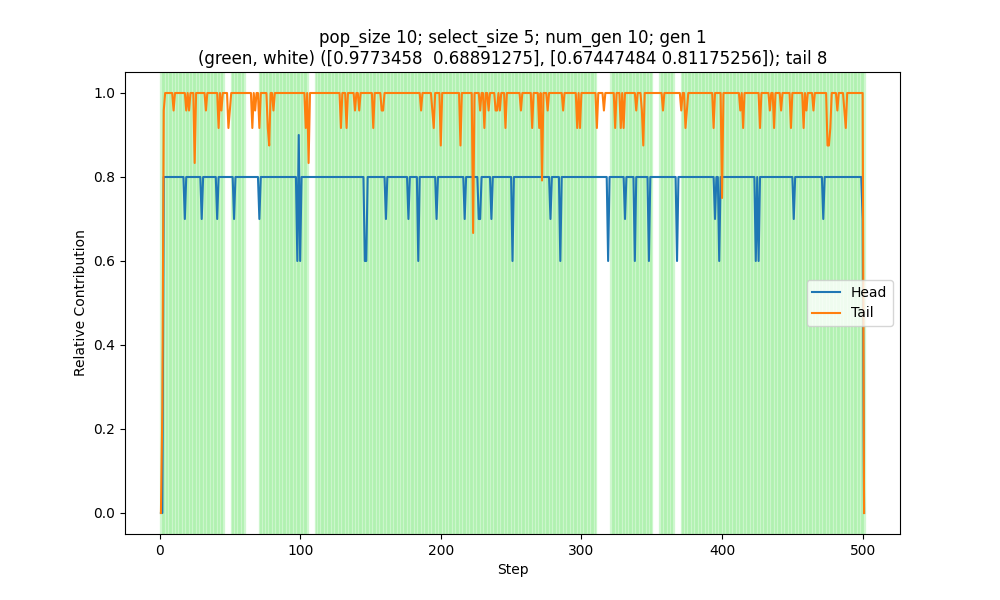 pop_size 10; select_size 5; num_gen 10; gen 1
(green, white) ([0.9773458  0.68891275], [0.67447484 0.81175256]); tail 8
1.0
0.8
0.6
0.4
0.2
0.0
Relative Contribution
Head
Tail
0
100
200
300
400
500
Step